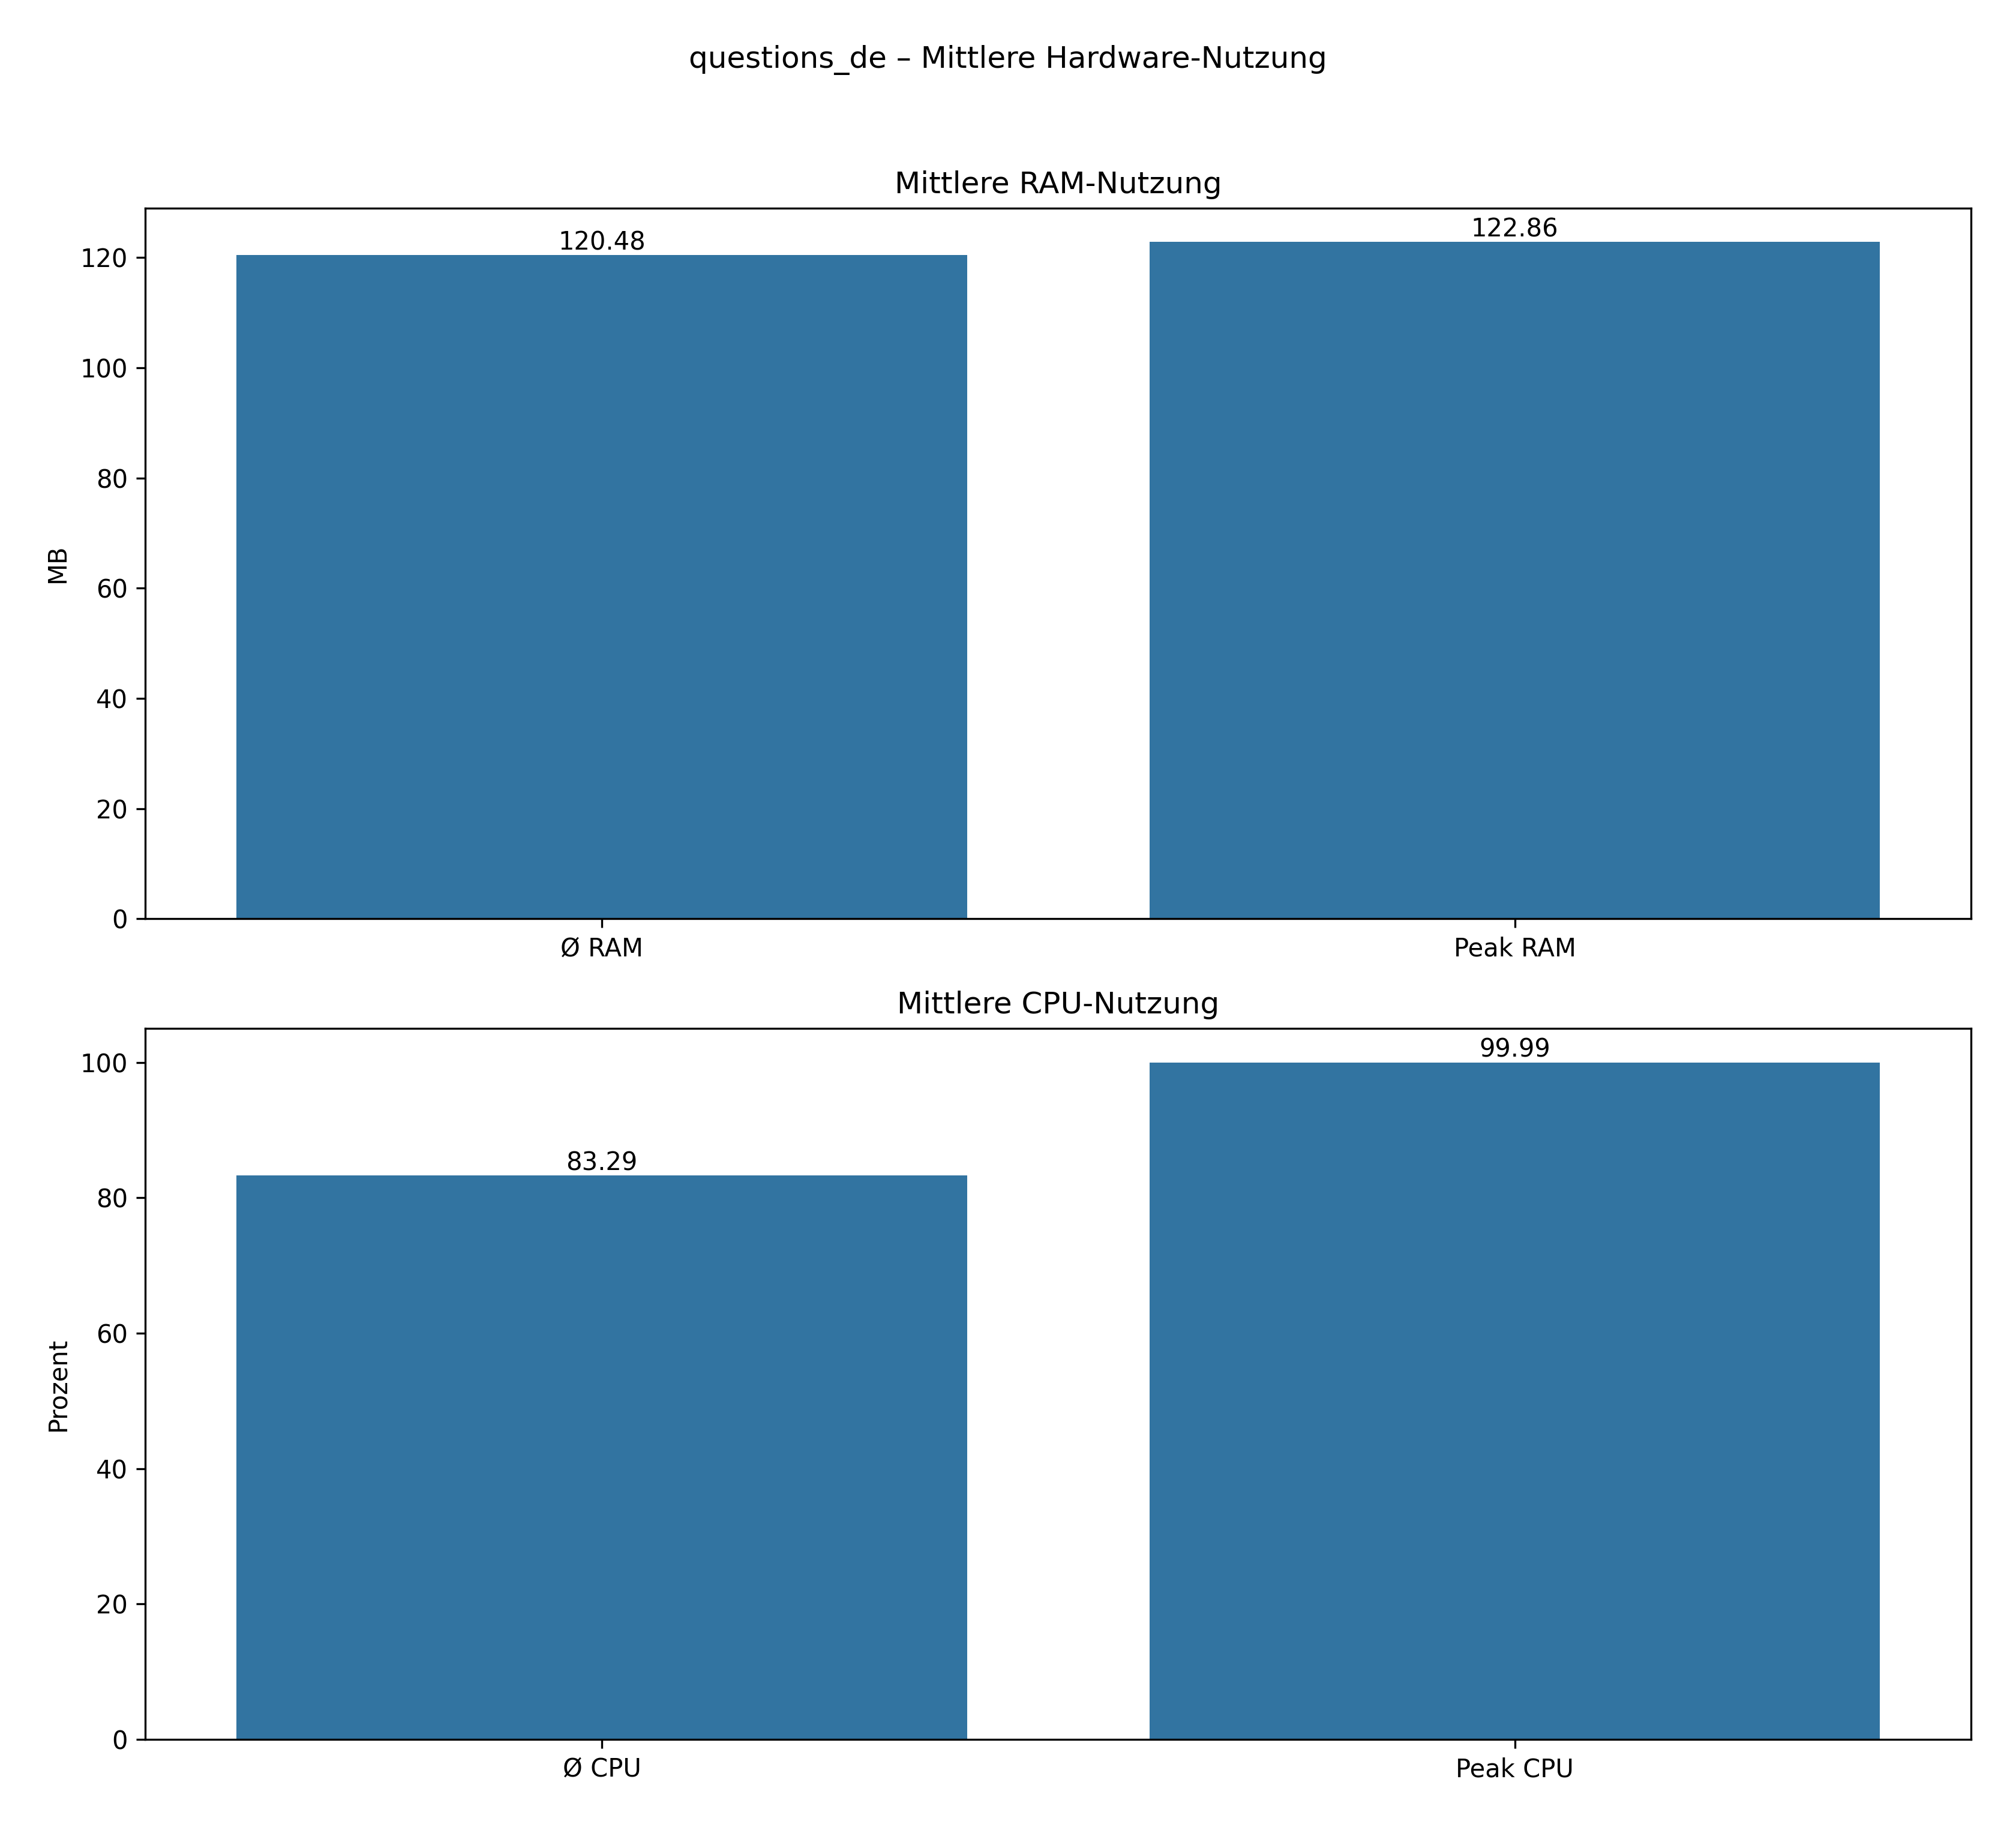 questions_de – Mittlere Hardware-Nutzung
Mittlere RAM-Nutzung
120.48
122.86
120
100
80
60
40
20
0
MB
Ø RAM
Peak RAM
Mittlere CPU-Nutzung
83.29
99.99
100
80
60
40
20
0
Prozent
Ø CPU
Peak CPU